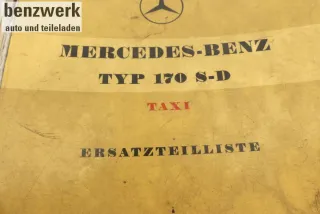 benzwerk
auto und teileladen
MERCEDES-BENZ
TYP 170 S-D
TAXI
ERSATZTEILLISTE